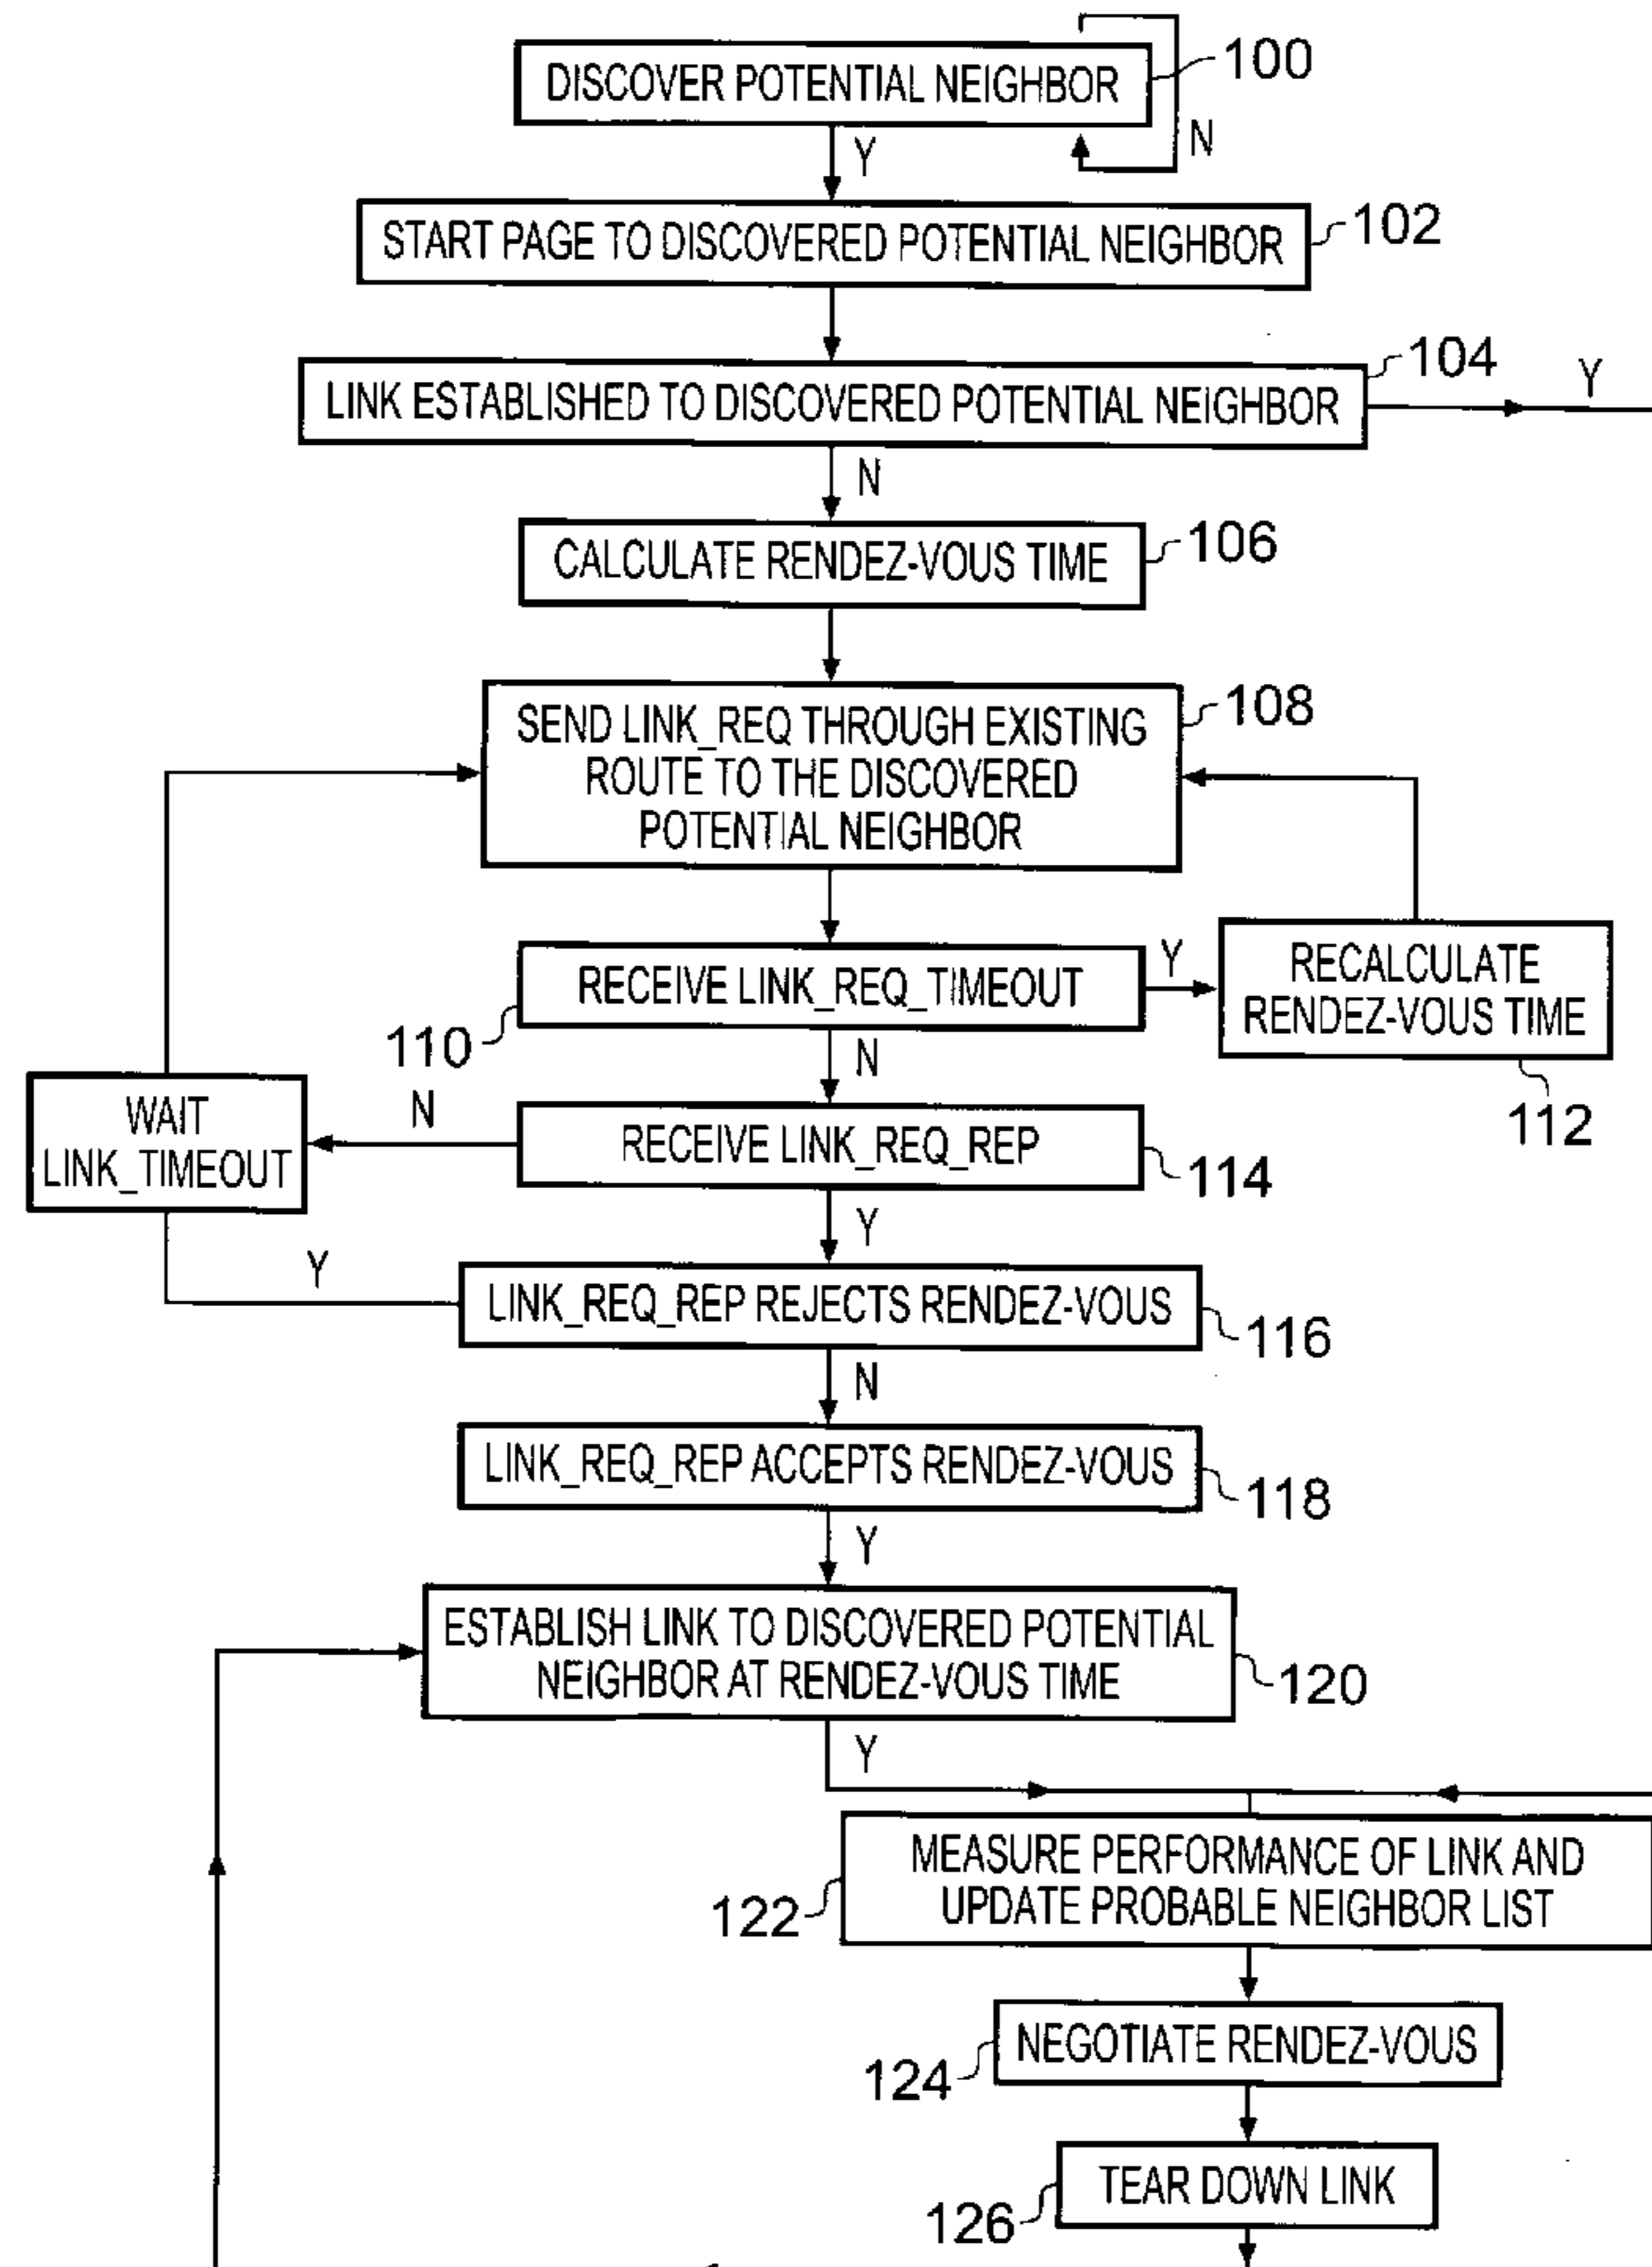 DISCOVER POTENTIAL NEIGHBOR
100
N
Y
START PAGE TO DISCOVERED POTENTIAL NEIGHBOR
102
LINK ESTABLISHED TO DISCOVERED POTENTIAL NEIGHBOR
104
Y
N
CALCULATE RENDEZ-VOUS TIME
106
SEND LINK_REQ THROUGH EXISTING
ROUTE TO THE DISCOVERED
POTENTIAL NEIGHBOR
108
RECEIVE LINK_REQ_TIMEOUT
110
Y
RECALCULATE
RENDEZ-VOUS TIME
112
N
RECEIVE LINK_REQ_REP
114
N
WAIT
LINK_TIMEOUT
Y
Y
LINK_REQ_REP REJECTS RENDEZ-VOUS
116
N
LINK_REQ_REP ACCEPTS RENDEZ-VOUS
118
Y
ESTABLISH LINK TO DISCOVERED POTENTIAL
NEIGHBOR AT RENDEZ-VOUS TIME
120
Y
MEASURE PERFORMANCE OF LINK AND
UPDATE PROBABLE NEIGHBOR LIST
122
NEGOTIATE RENDEZ-VOUS
124
TEAR DOWN LINK
126